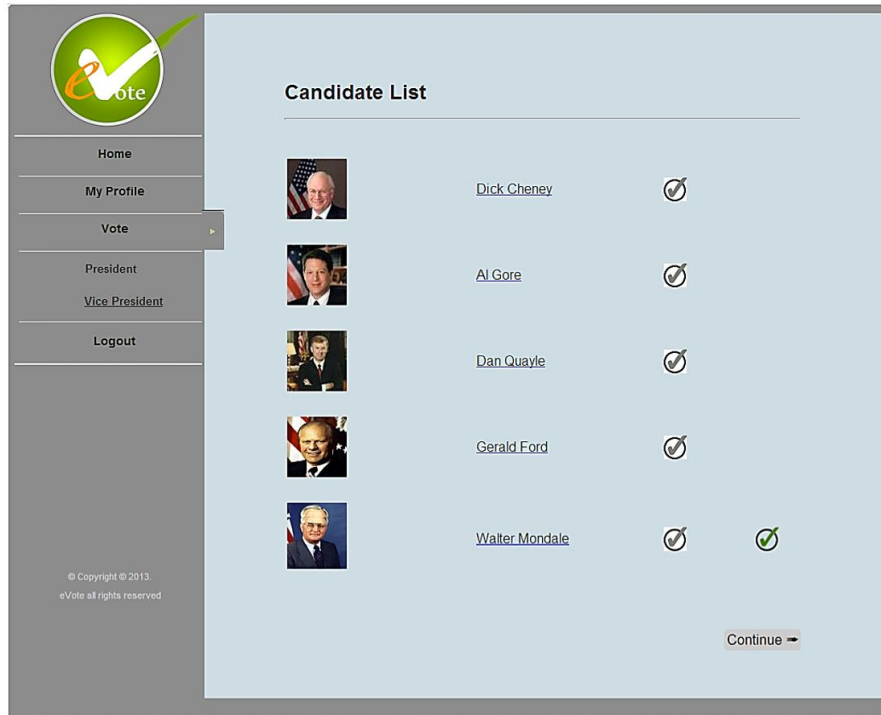 eVote
Home
My Profile
Vote
President
Vice President
Logout
© Copyright © 2013.
eVote all rights reserved
Candidate List
Dick Cheney
Al Gore
Dan Quayle
Gerald Ford
Walter Mondale
Continue ➨